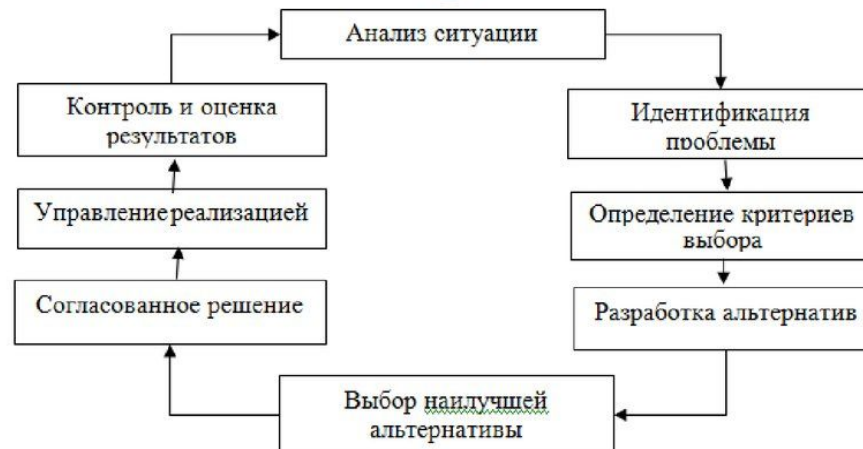 Анализ ситуации
Идентификация
проблемы
Определение критериев
выбора
Разработка альтернатив
Выбор наилучшей
альтернативы
Согласованное решение
Управление реализацией
Контроль и оценка
результатов